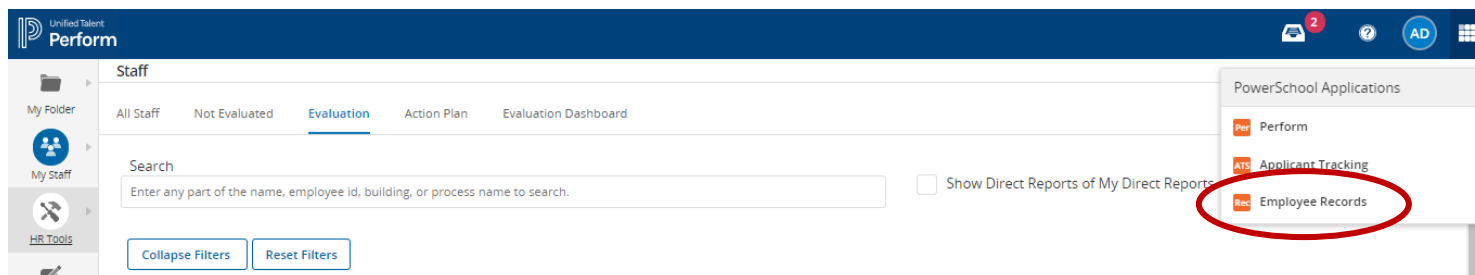 Unified Talent
Perform
2
?
AD
My Folder
My Staff
HR Tools
Staff
All Staff Not Evaluated Evaluation Action Plan Evaluation Dashboard
Search
Enter any part of the name, employee id, building, or process name to search.
Show Direct Reports of My Direct Reports
Collapse Filters Reset Filters
PowerSchool Applications
Per Perform
ATS Applicant Tracking
Rec Employee Records